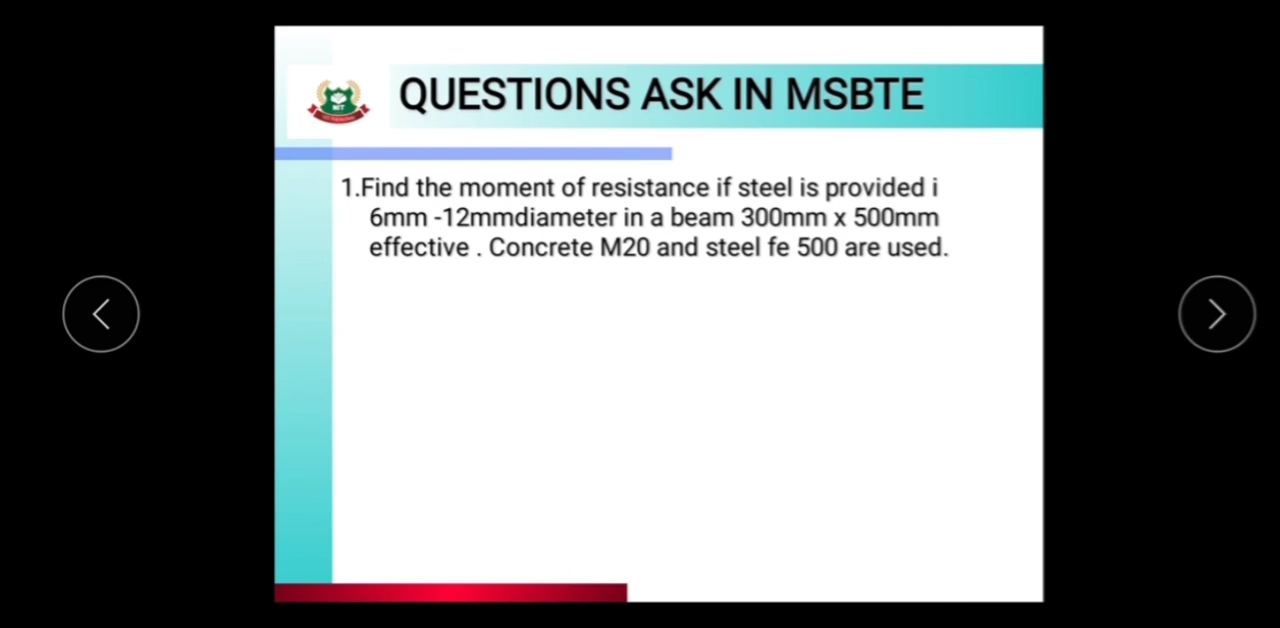 QUESTIONS ASK IN MSBTE
1.Find the moment of resistance if steel is provided i
6mm -12mmdiameter in a beam 300mm x 500mm
effective . Concrete M20 and steel fe 500 are used.